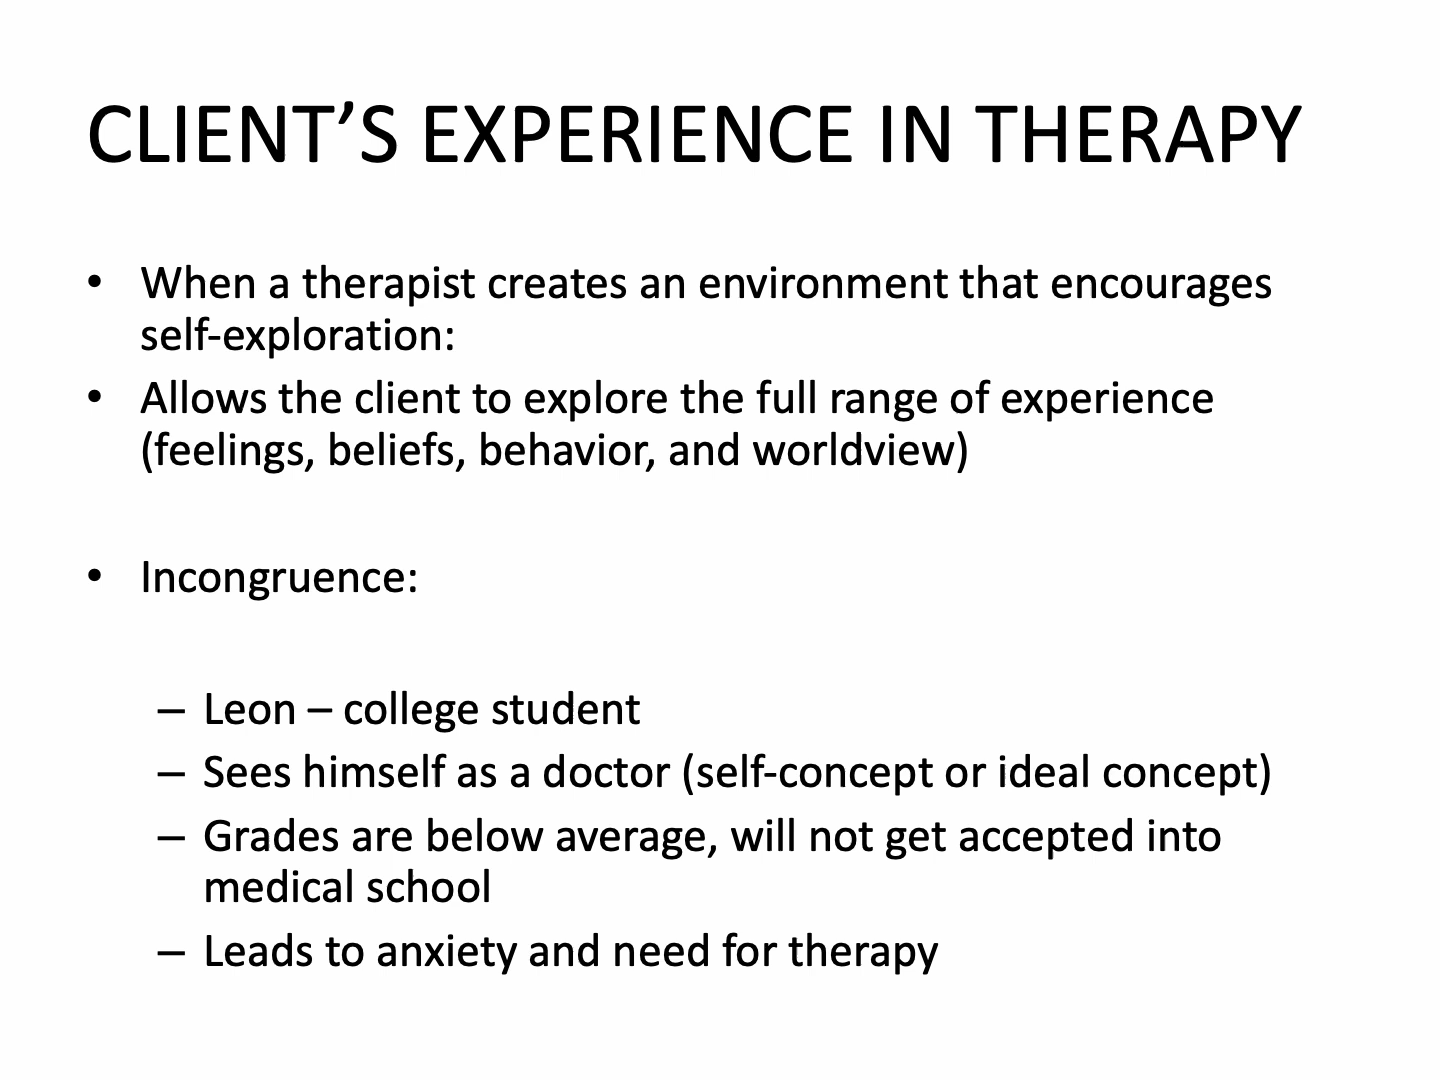 CLIENT’S EXPERIENCE IN THERAPY
• When a therapist creates an environment that encourages
self-exploration:
• Allows the client to explore the full range of experience
(feelings, beliefs, behavior, and worldview)
• Incongruence:
– Leon – college student
– Sees himself as a doctor (self-concept or ideal concept)
– Grades are below average, will not get accepted into
medical school
– Leads to anxiety and need for therapy